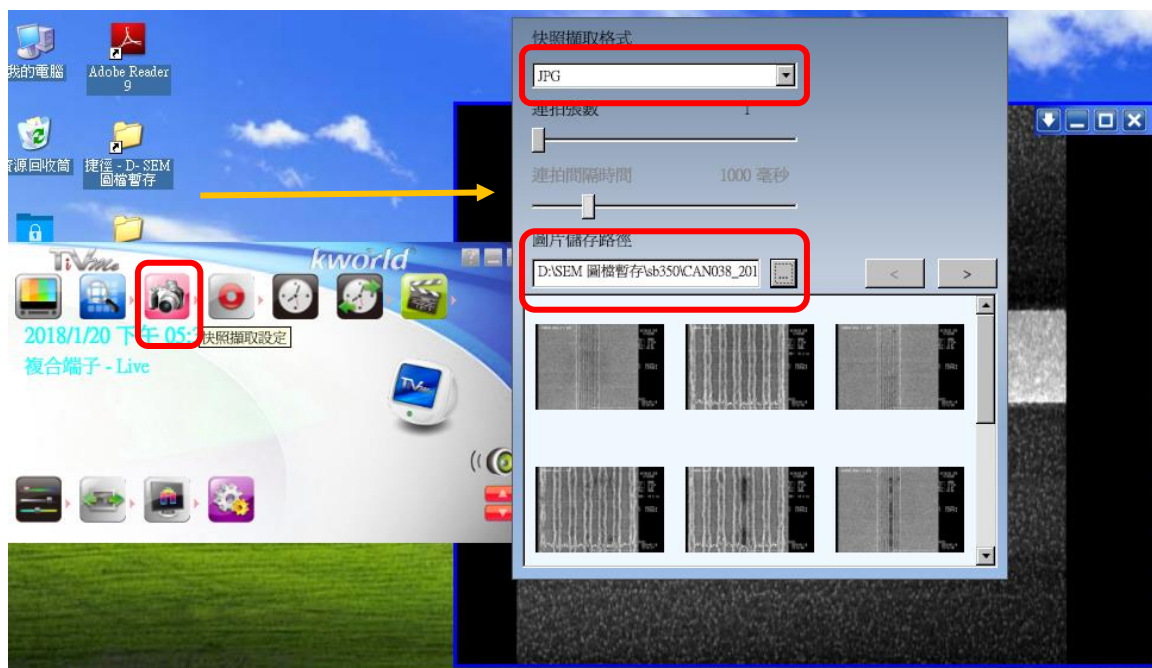 我的電腦
Adobe Reader
9
資源回收筒
捷徑 - D- SEM
圖檔暫存
TiVme
kworld
2018/1/20 下午 05:
快照擷取設定
複合端子 - Live
快照擷取格式
JPG
連拍張數 1
連拍間隔時間 1000 毫秒
圖片儲存路徑
D:\SEM 圖檔暫存\sb350\CAN038_201
...
< >